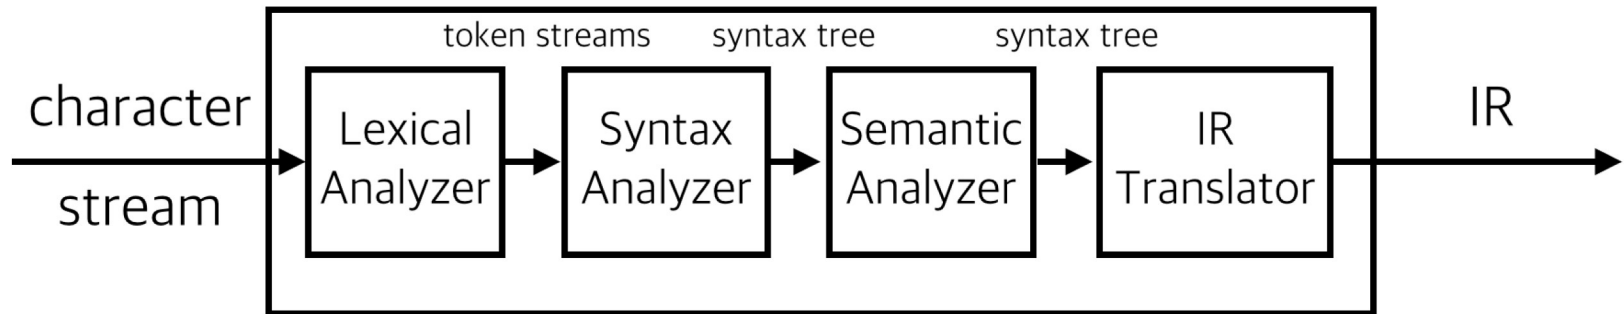 token streams
syntax tree
syntax tree
character
stream
Lexical
Analyzer
Syntax
Analyzer
Semantic
Analyzer
IR
Translator
IR